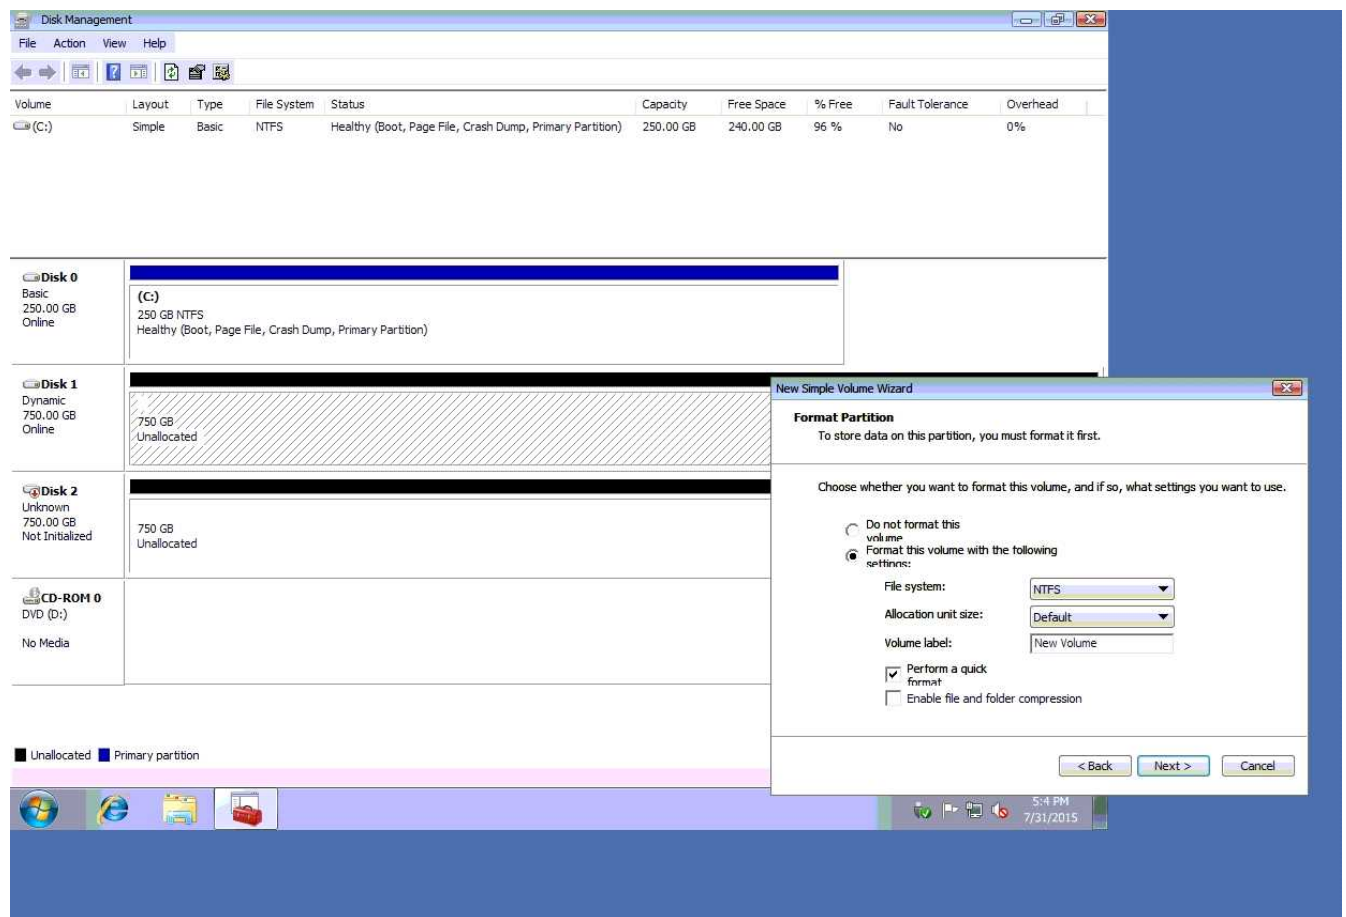 Disk Management
File Action View Help
Volume Layout Type File System Status Capacity Free Space % Free Fault Tolerance Overhead
(C:) Simple Basic NTFS Healthy (Boot, Page File, Crash Dump, Primary Partition) 250.00 GB 240.00 GB 96 % No 0%
Disk 0
Basic
250.00 GB
Online
(C:)
250 GB NTFS
Healthy (Boot, Page File, Crash Dump, Primary Partition)
Disk 1
Dynamic
750.00 GB
Online
750 GB
Unallocated
Disk 2
Unknown
750.00 GB
Not Initialized
750 GB
Unallocated
CD-ROM 0
DVD (D:)
No Media
Unallocated Primary partition
New Simple Volume Wizard
Format Partition
To store data on this partition, you must format it first.
Choose whether you want to format this volume, and if so, what settings you want to use.
Do not format this
volume
Format this volume with the following
settings:
File system: NTFS
Allocation unit size: Default
Volume label: New Volume
Perform a quick
format
Enable file and folder compression
< Back Next > Cancel
5:4 PM
7/31/2015